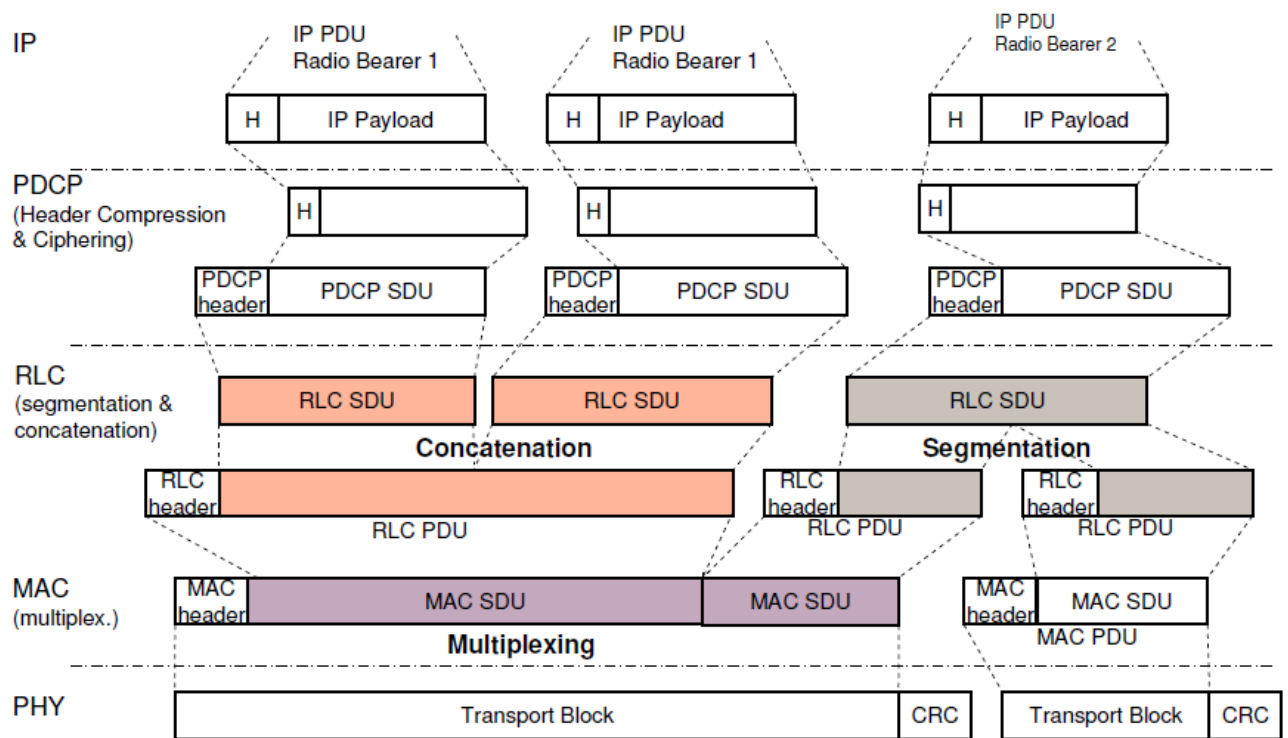 IP
IP PDU
Radio Bearer 1
IP PDU
Radio Bearer 1
IP PDU
Radio Bearer 2
H
IP Payload
H
IP Payload
H
IP Payload
PDCP
(Header Compression
& Ciphering)
H
H
H
PDCP
header
PDCP SDU
PDCP
header
PDCP SDU
PDCP
header
PDCP SDU
RLC
(segmentation &
concatenation)
RLC SDU
RLC SDU
RLC SDU
Concatenation
Segmentation
RLC
header
RLC PDU
RLC
header
RLC PDU
RLC
header
RLC PDU
MAC
(multiplex.)
MAC
header
MAC SDU
MAC SDU
Multiplexing
MAC
header
MAC SDU
MAC PDU
PHY
Transport Block
CRC
Transport Block
CRC